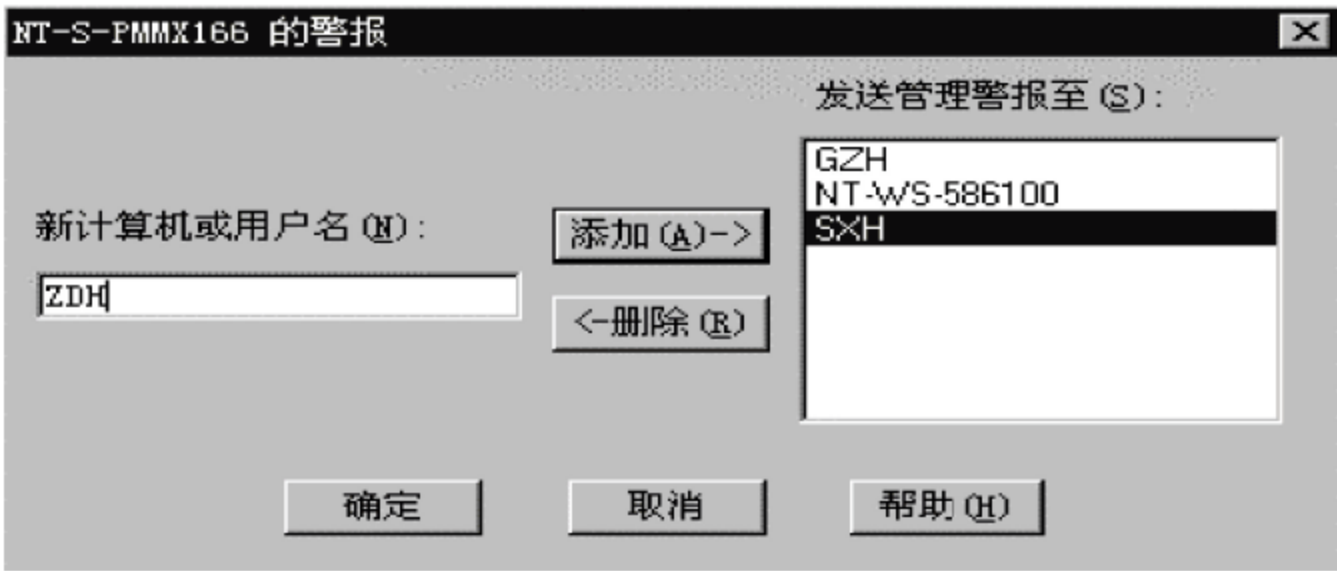 NT-S-PMMX166 的警报
发送管理警报至(S):
GZH
NT-WS-586100
SXH
新计算机或用户名(N):
ZDH
添加(A)->
<-删除(R)
确定
取消
帮助(H)